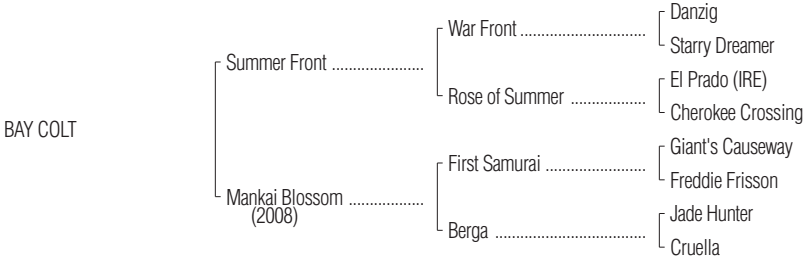 Danzig
War Front ..............................
Starry Dreamer
Summer Front ......................
El Prado (IRE)
Rose of Summer ..................
Cherokee Crossing
BAY COLT
Giant's Causeway
First Samurai ........................
Freddie Frisson
Mankai Blossom ..................
(2008)
Jade Hunter
Berga ....................................
Cruella